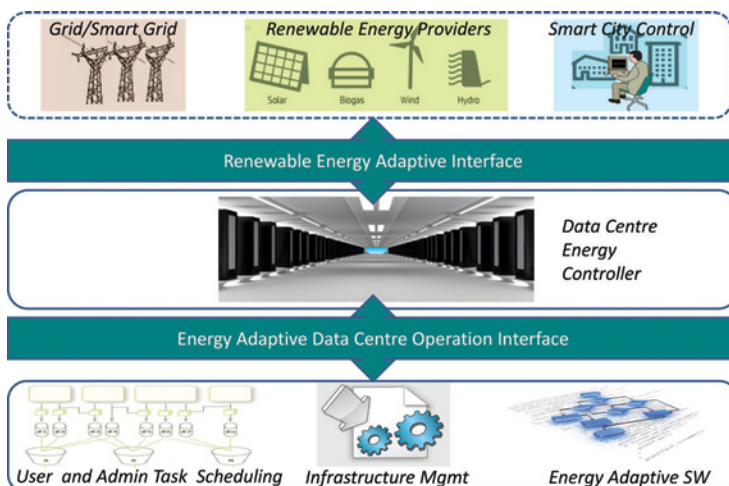 Grid/Smart Grid
Renewable Energy Providers
Smart City Control
Solar
Biogas
Wind
Hydro
Renewable Energy Adaptive Interface
Data Centre
Energy
Controller
Energy Adaptive Data Centre Operation Interface
User and Admin Task Scheduling
Infrastructure Mgmt
Energy Adaptive SW